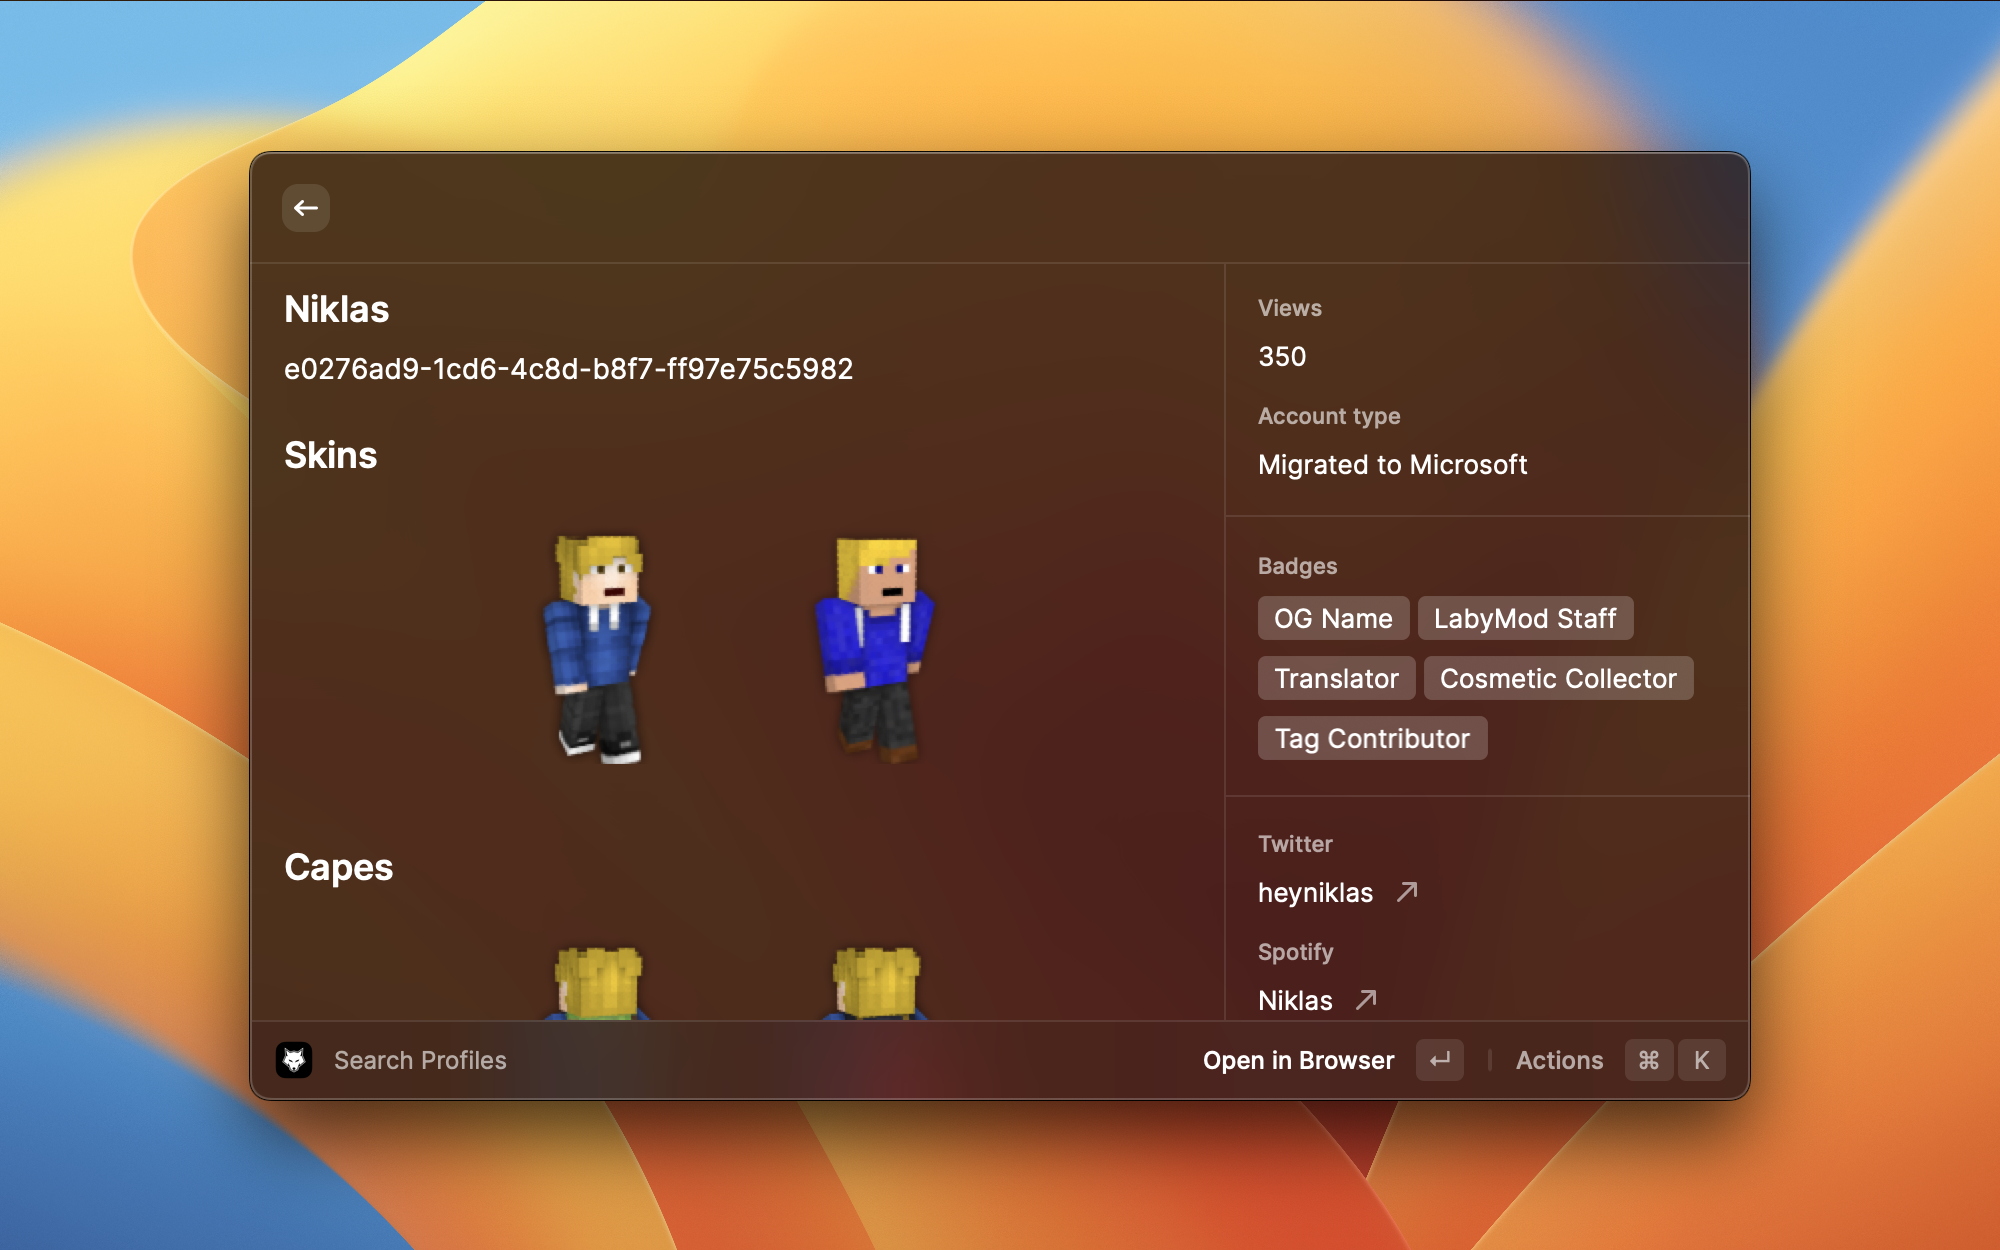 Niklas
e0276ad9-1cd6-4c8d-b8f7-ff97e75c5982
Skins
Capes
Views
350
Account type
Migrated to Microsoft
Badges
OG Name LabyMod Staff
Translator Cosmetic Collector
Tag Contributor
Twitter
heyniklas
Spotify
Niklas
Search Profiles Open in Browser ↵ | Actions ⌘ K